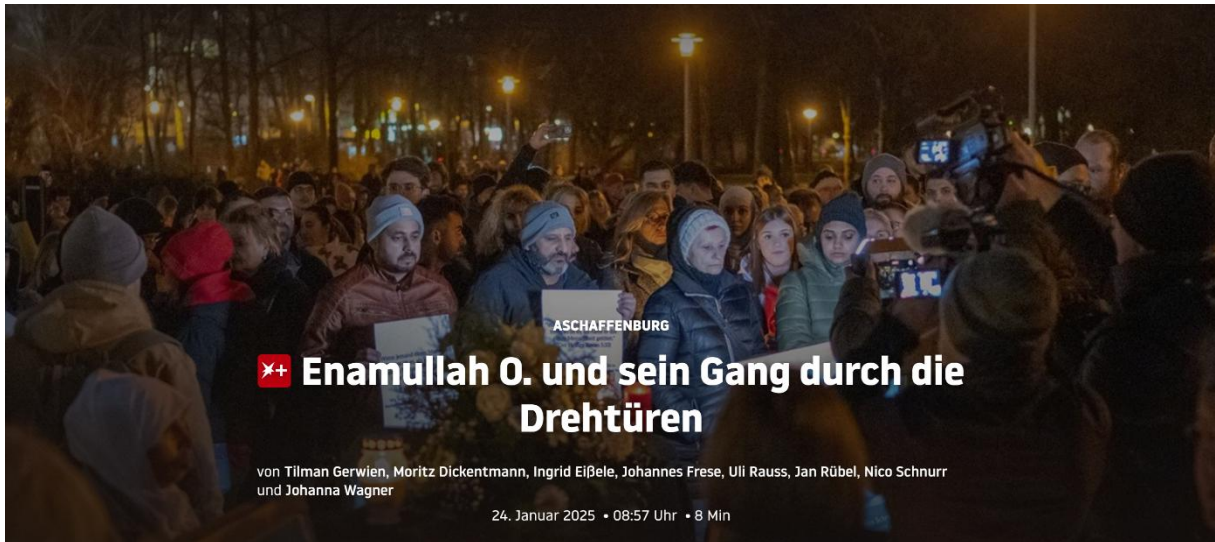 ASCHAFFENBURG
+ Enamullah O. und sein Gang durch die
Drehtüren
von Tilman Gerwien, Moritz Dickentmann, Ingrid Eißele, Johannes Frese, Uli Rauss, Jan Rübel, Nico Schnurr
und Johanna Wagner
24. Januar 2025 • 08:57 Uhr • 8 Min